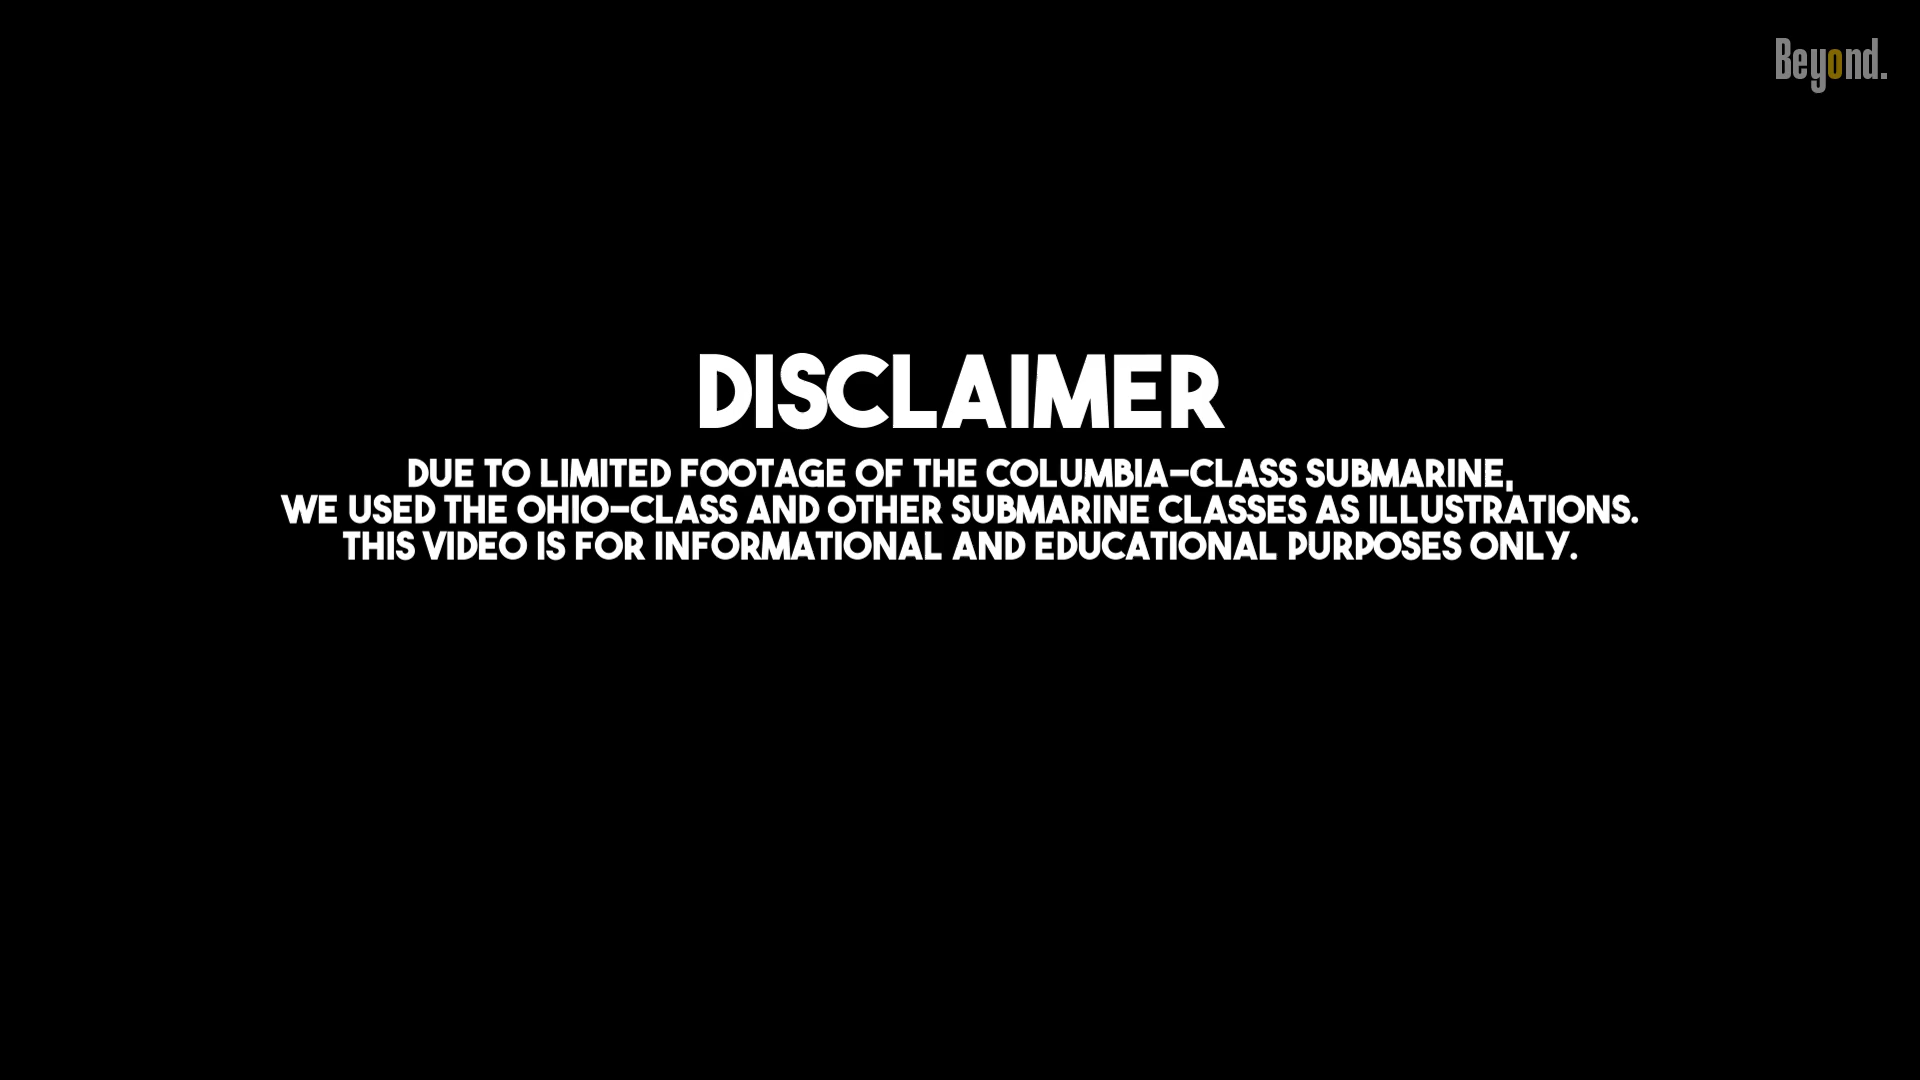 Beyond.
DISCLAIMER
DUE TO LIMITED FOOTAGE OF THE COLUMBIA-CLASS SUBMARINE,
WE USED THE OHIO-CLASS AND OTHER SUBMARINE CLASSES AS ILLUSTRATIONS.
THIS VIDEO IS FOR INFORMATIONAL AND EDUCATIONAL PURPOSES ONLY.